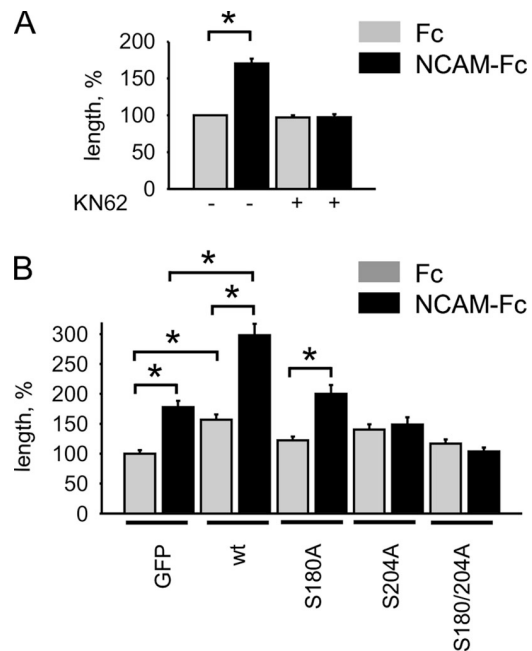 A
*
Fc
NCAM-Fc
length, %
200
150
100
50
0
KN62 - - + +
B
Fc
NCAM-Fc
*
*
*
*
*
length, %
300
250
200
150
100
50
0
GFP wt S180A S204A S180/204A